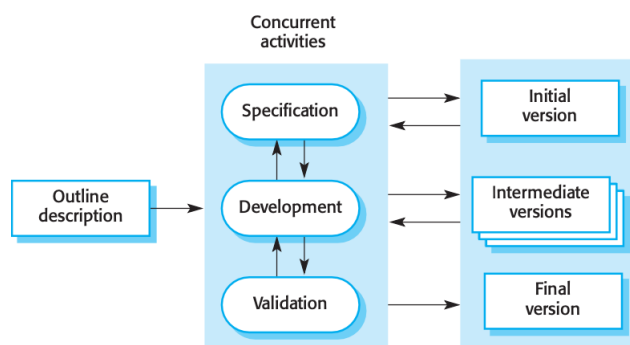 Concurrent
activities
Specification
Initial
version
Outline
description
Development
Intermediate
versions
Validation
Final
version